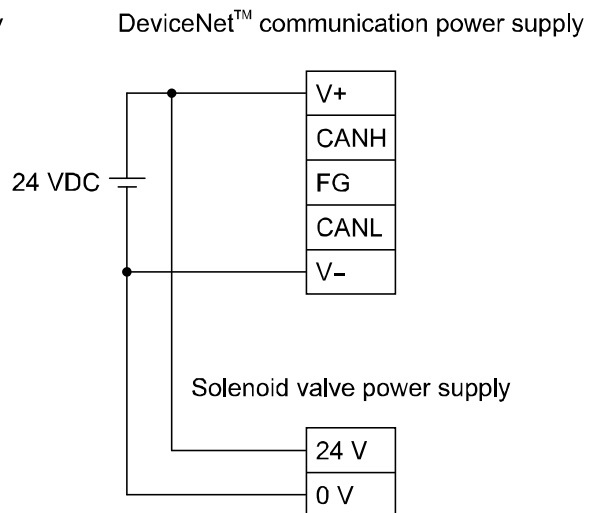 DeviceNet™ communication power supply
V+
CANH
24 VDC
FG
CANL
V−
Solenoid valve power supply
24 V
0 V